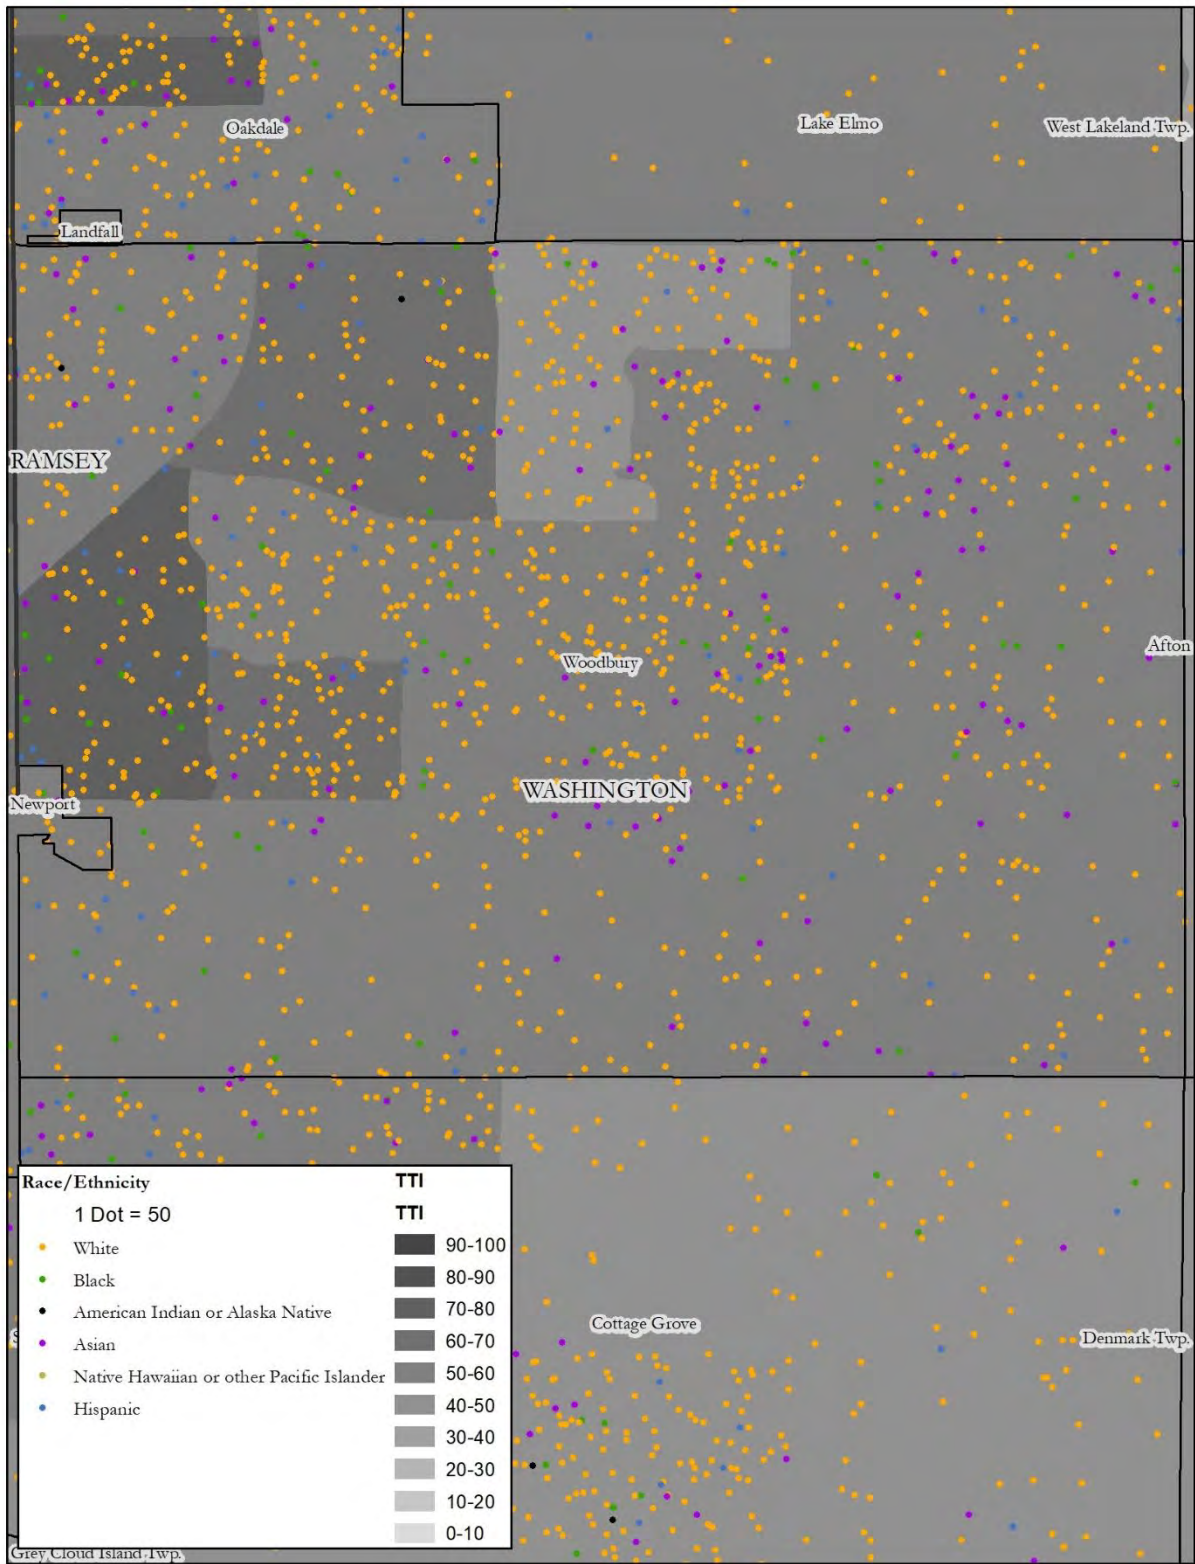 Oakdale
Lake Elmo
West Lakeland Twp.
Landfall
RAMSEY
Afton
Woodbury
WASHINGTON
Newport
Race/Ethnicity
1 Dot = 50
White
Black
American Indian or Alaska Native
Asian
Native Hawaiian or other Pacific Islander
Hispanic
TTI
TTI
90-100
80-90
70-80
60-70
50-60
40-50
30-40
20-30
10-20
0-10
Cottage Grove
Denmark Twp.
Grey Cloud Island Twp.